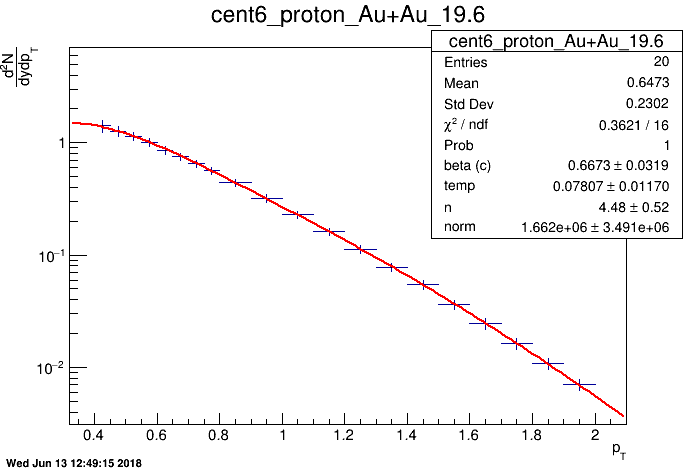 cent6_proton_Au+Au_19.6
d²N
dydp_T
cent6_proton_Au+Au_19.6
Entries 20
Mean 0.6473
Std Dev 0.2302
χ² / ndf 0.3621 / 16
Prob 1
beta (c) 0.6673 ± 0.0319
temp 0.07807 ± 0.01170
n 4.48 ± 0.52
norm 1.662e+06 ± 3.491e+06
1
10⁻¹
10⁻²
0.4 0.6 0.8 1 1.2 1.4 1.6 1.8 2
p_T
Wed Jun 13 12:49:15 2018